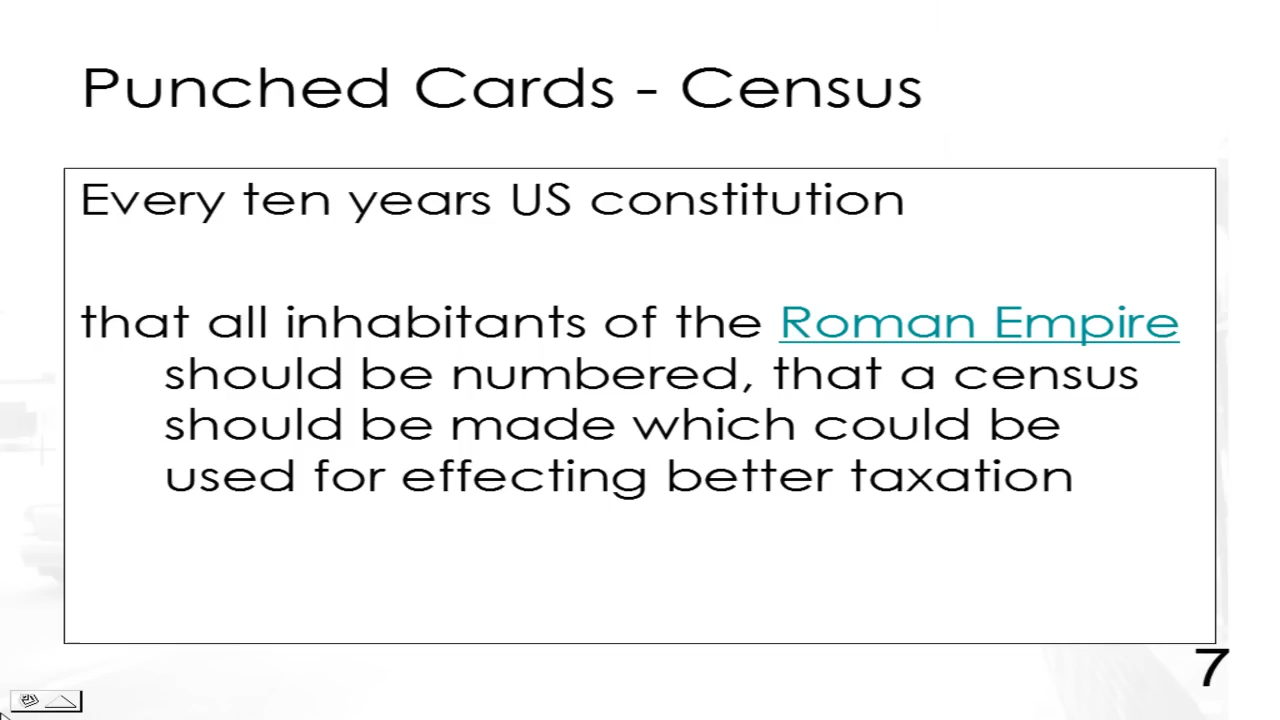 Punched Cards - Census
Every ten years US constitution
that all inhabitants of the Roman Empire
should be numbered, that a census
should be made which could be
used for effecting better taxation
7